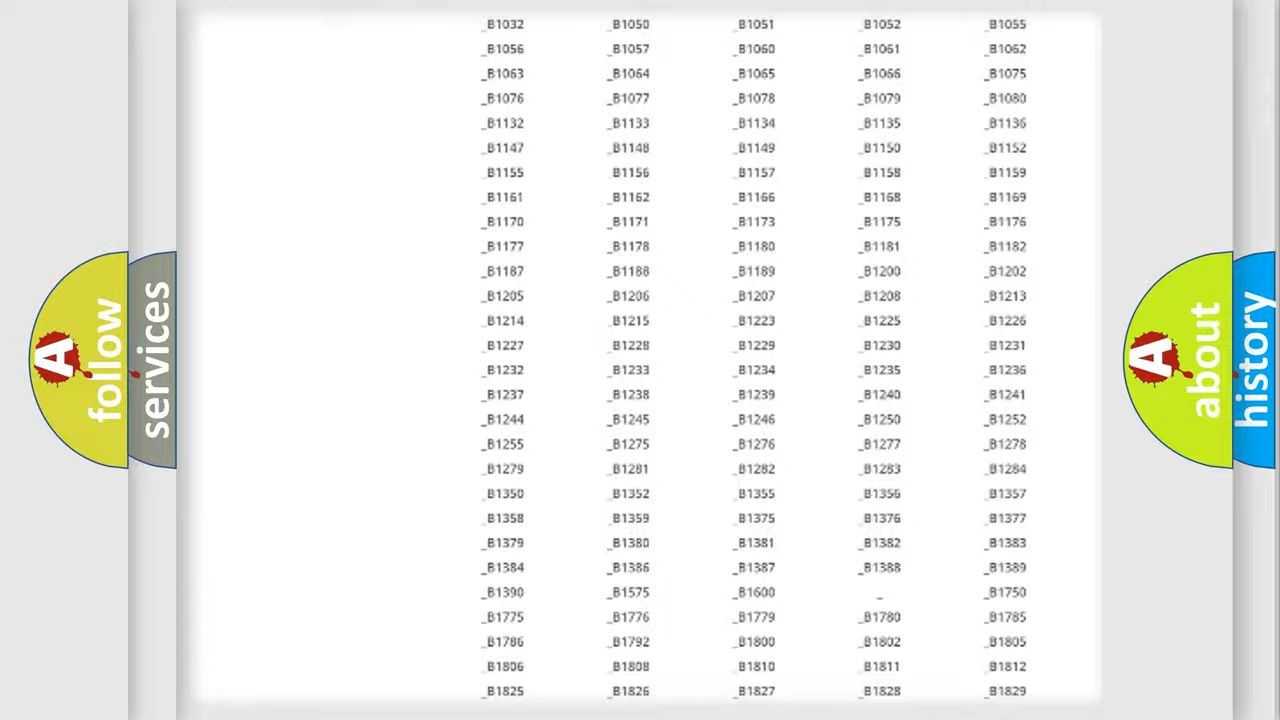 _B1032 _B1050 _B1051 _B1052 _B1055
_B1056 _B1057 _B1060 _B1061 _B1062
_B1063 _B1064 _B1065 _B1066 _B1075
_B1076 _B1077 _B1078 _B1079 _B1080
_B1132 _B1133 _B1134 _B1135 _B1136
_B1147 _B1148 _B1149 _B1150 _B1152
_B1155 _B1156 _B1157 _B1158 _B1159
_B1161 _B1162 _B1166 _B1168 _B1169
_B1170 _B1171 _B1173 _B1175 _B1176
_B1177 _B1178 _B1180 _B1181 _B1182
_B1187 _B1188 _B1189 _B1200 _B1202
_B1205 _B1206 _B1207 _B1208 _B1213
_B1214 _B1215 _B1223 _B1225 _B1226
_B1227 _B1228 _B1229 _B1230 _B1231
_B1232 _B1233 _B1234 _B1235 _B1236
_B1237 _B1238 _B1239 _B1240 _B1241
_B1244 _B1245 _B1246 _B1250 _B1252
_B1255 _B1275 _B1276 _B1277 _B1278
_B1279 _B1281 _B1282 _B1283 _B1284
_B1350 _B1352 _B1355 _B1356 _B1357
_B1358 _B1359 _B1375 _B1376 _B1377
_B1379 _B1380 _B1381 _B1382 _B1383
_B1384 _B1386 _B1387 _B1388 _B1389
_B1390 _B1575 _B1600 _ _B1750
_B1775 _B1776 _B1779 _B1780 _B1785
_B1786 _B1792 _B1800 _B1802 _B1805
_B1806 _B1808 _B1810 _B1811 _B1812
_B1825 _B1826 _B1827 _B1828 _B1829
A
follow
services
A
about
history